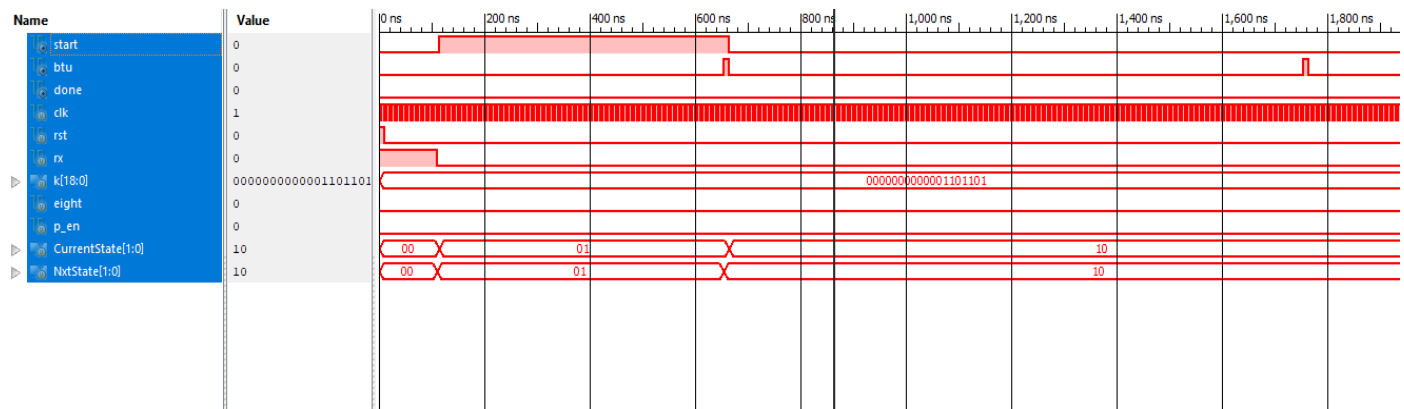 Name Value 0 ns 200 ns 400 ns 600 ns 800 ns 1,000 ns 1,200 ns 1,400 ns 1,600 ns 1,800 ns
start 0
btu 0
done 0
clk 1
rst 0
rx 0
k[18:0] 0000000000001101101 0000000000001101101
eight 0
p_en 0
CurrentState[1:0] 10 00 01 10
NxtState[1:0] 10 00 01 10